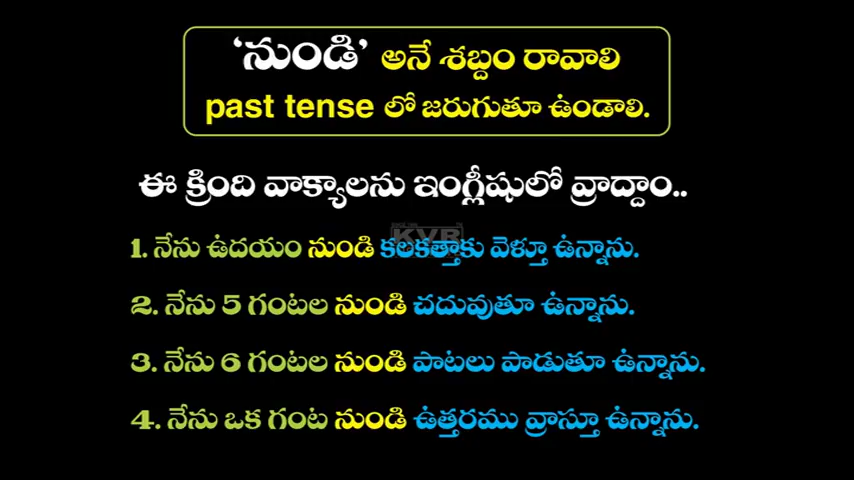 ‘నుండి’ అనే శబ్దం రావాలి
past tense లో జరుగుతూ ఉండాలి.
ఈ క్రింది వాక్యాలను ఇంగ్లీషులో వ్రాద్దాం..
KVR
1. నేను ఉదయం నుండి కలకత్తాకు వెళ్తూ ఉన్నాను.
2. నేను 5 గంటల నుండి చదువుతూ ఉన్నాను.
3. నేను 6 గంటల నుండి పాటలు పాడుతూ ఉన్నాను.
4. నేను ఒక గంట నుండి ఉత్తరము వ్రాస్తూ ఉన్నాను.